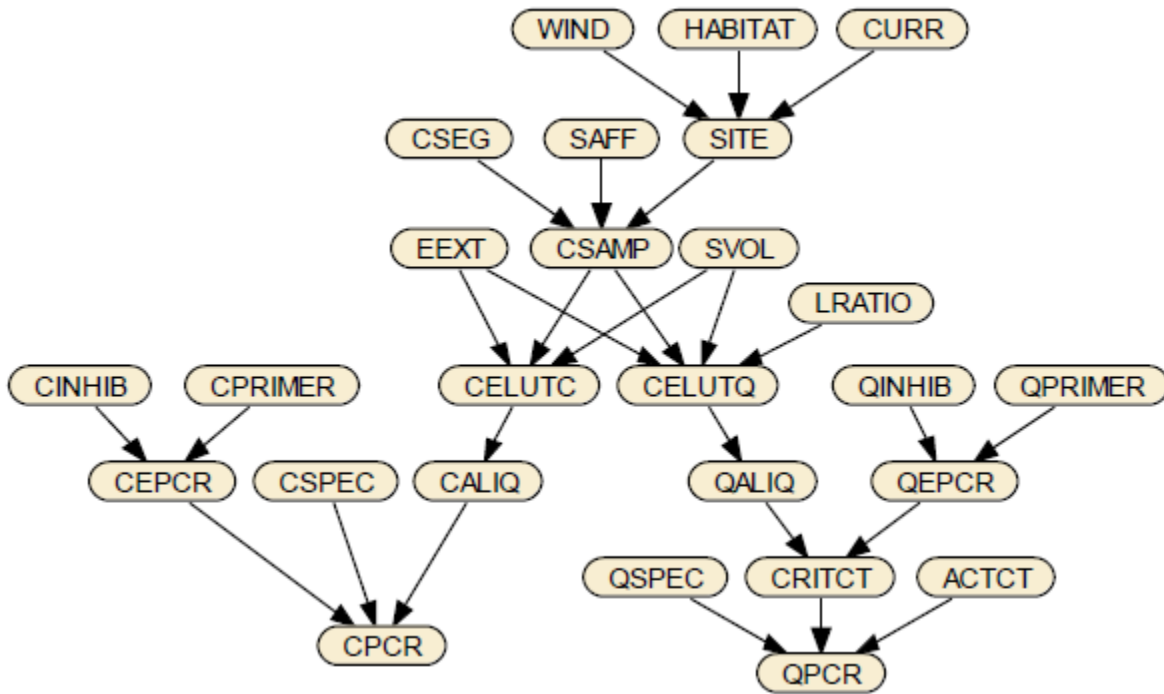 WIND HABITAT CURR
CSEG SAFF SITE
EEXT CSAMP SVOL
LRATIO
CINHIB CPRIMER CELUTC CELUTQ QINHIB QPRIMER
CEPCR CSPEC CALIQ QALIQ QEPCR
QSPEC CRITCT ACTCT
CPCR
QPCR